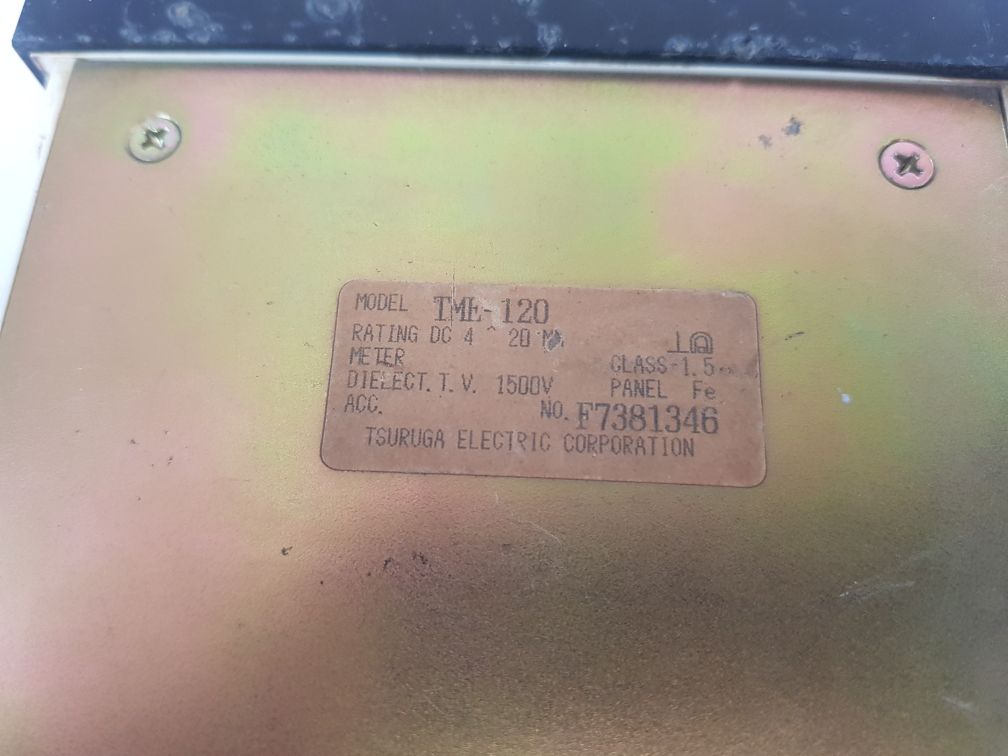 MODEL TME-120
RATING DC 4 ~ 20 MA
METER CLASS-1.5
DIELECT. T. V. 1500V PANEL Fe
ACC. NO. F7381346
TSURUGA ELECTRIC CORPORATION